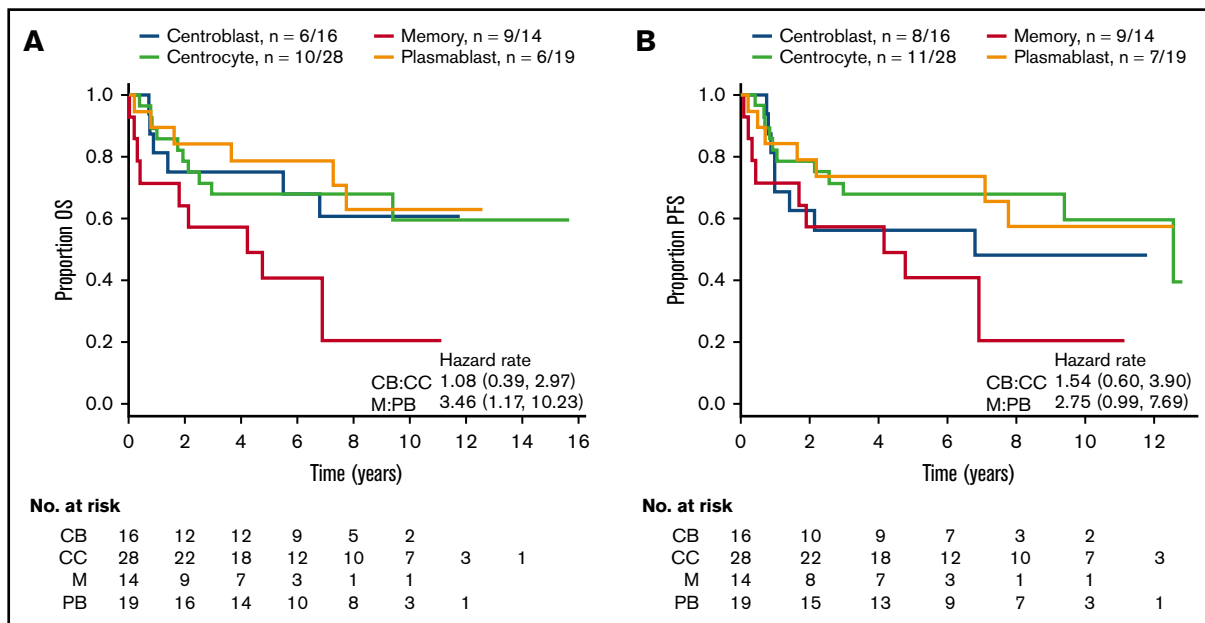 A
Centroblast, n = 6/16
Memory, n = 9/14
Centrocyte, n = 10/28
Plasmablast, n = 6/19
1.0
0.8
0.6
0.4
0.2
0.0
Proportion OS
Hazard rate
CB:CC 1.08 (0.39, 2.97)
M:PB 3.46 (1.17, 10.23)
0 2 4 6 8 10 12 14 16
Time (years)
No. at risk
CB 16 12 12 9 5 2
CC 28 22 18 12 10 7 3 1
M 14 9 7 3 1 1
PB 19 16 14 10 8 3 1
B
Centroblast, n = 8/16
Memory, n = 9/14
Centrocyte, n = 11/28
Plasmablast, n = 7/19
1.0
0.8
0.6
0.4
0.2
0.0
Proportion PFS
Hazard rate
CB:CC 1.54 (0.60, 3.90)
M:PB 2.75 (0.99, 7.69)
0 2 4 6 8 10 12
Time (years)
No. at risk
CB 16 10 9 7 3 2
CC 28 22 18 12 10 7 3
M 14 8 7 3 1 1
PB 19 15 13 9 7 3 1